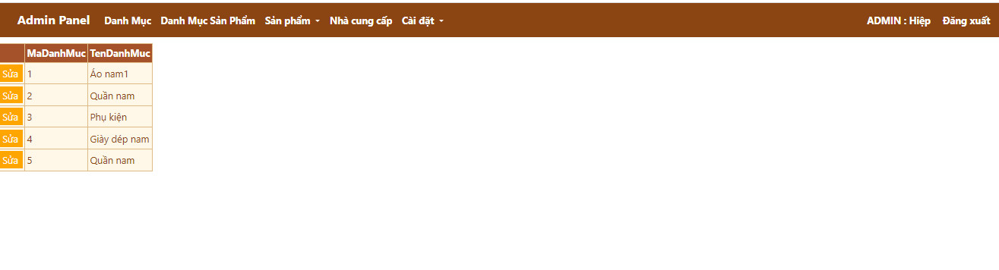 Admin Panel Danh Mục Danh Mục Sản Phẩm Sản phẩm Nhà cung cấp Cài đặt ADMIN : Hiệp Đăng xuất
MaDanhMuc TenDanhMuc
Sửa 1 Áo nam1
Sửa 2 Quần nam
Sửa 3 Phụ kiện
Sửa 4 Giày dép nam
Sửa 5 Quần nam